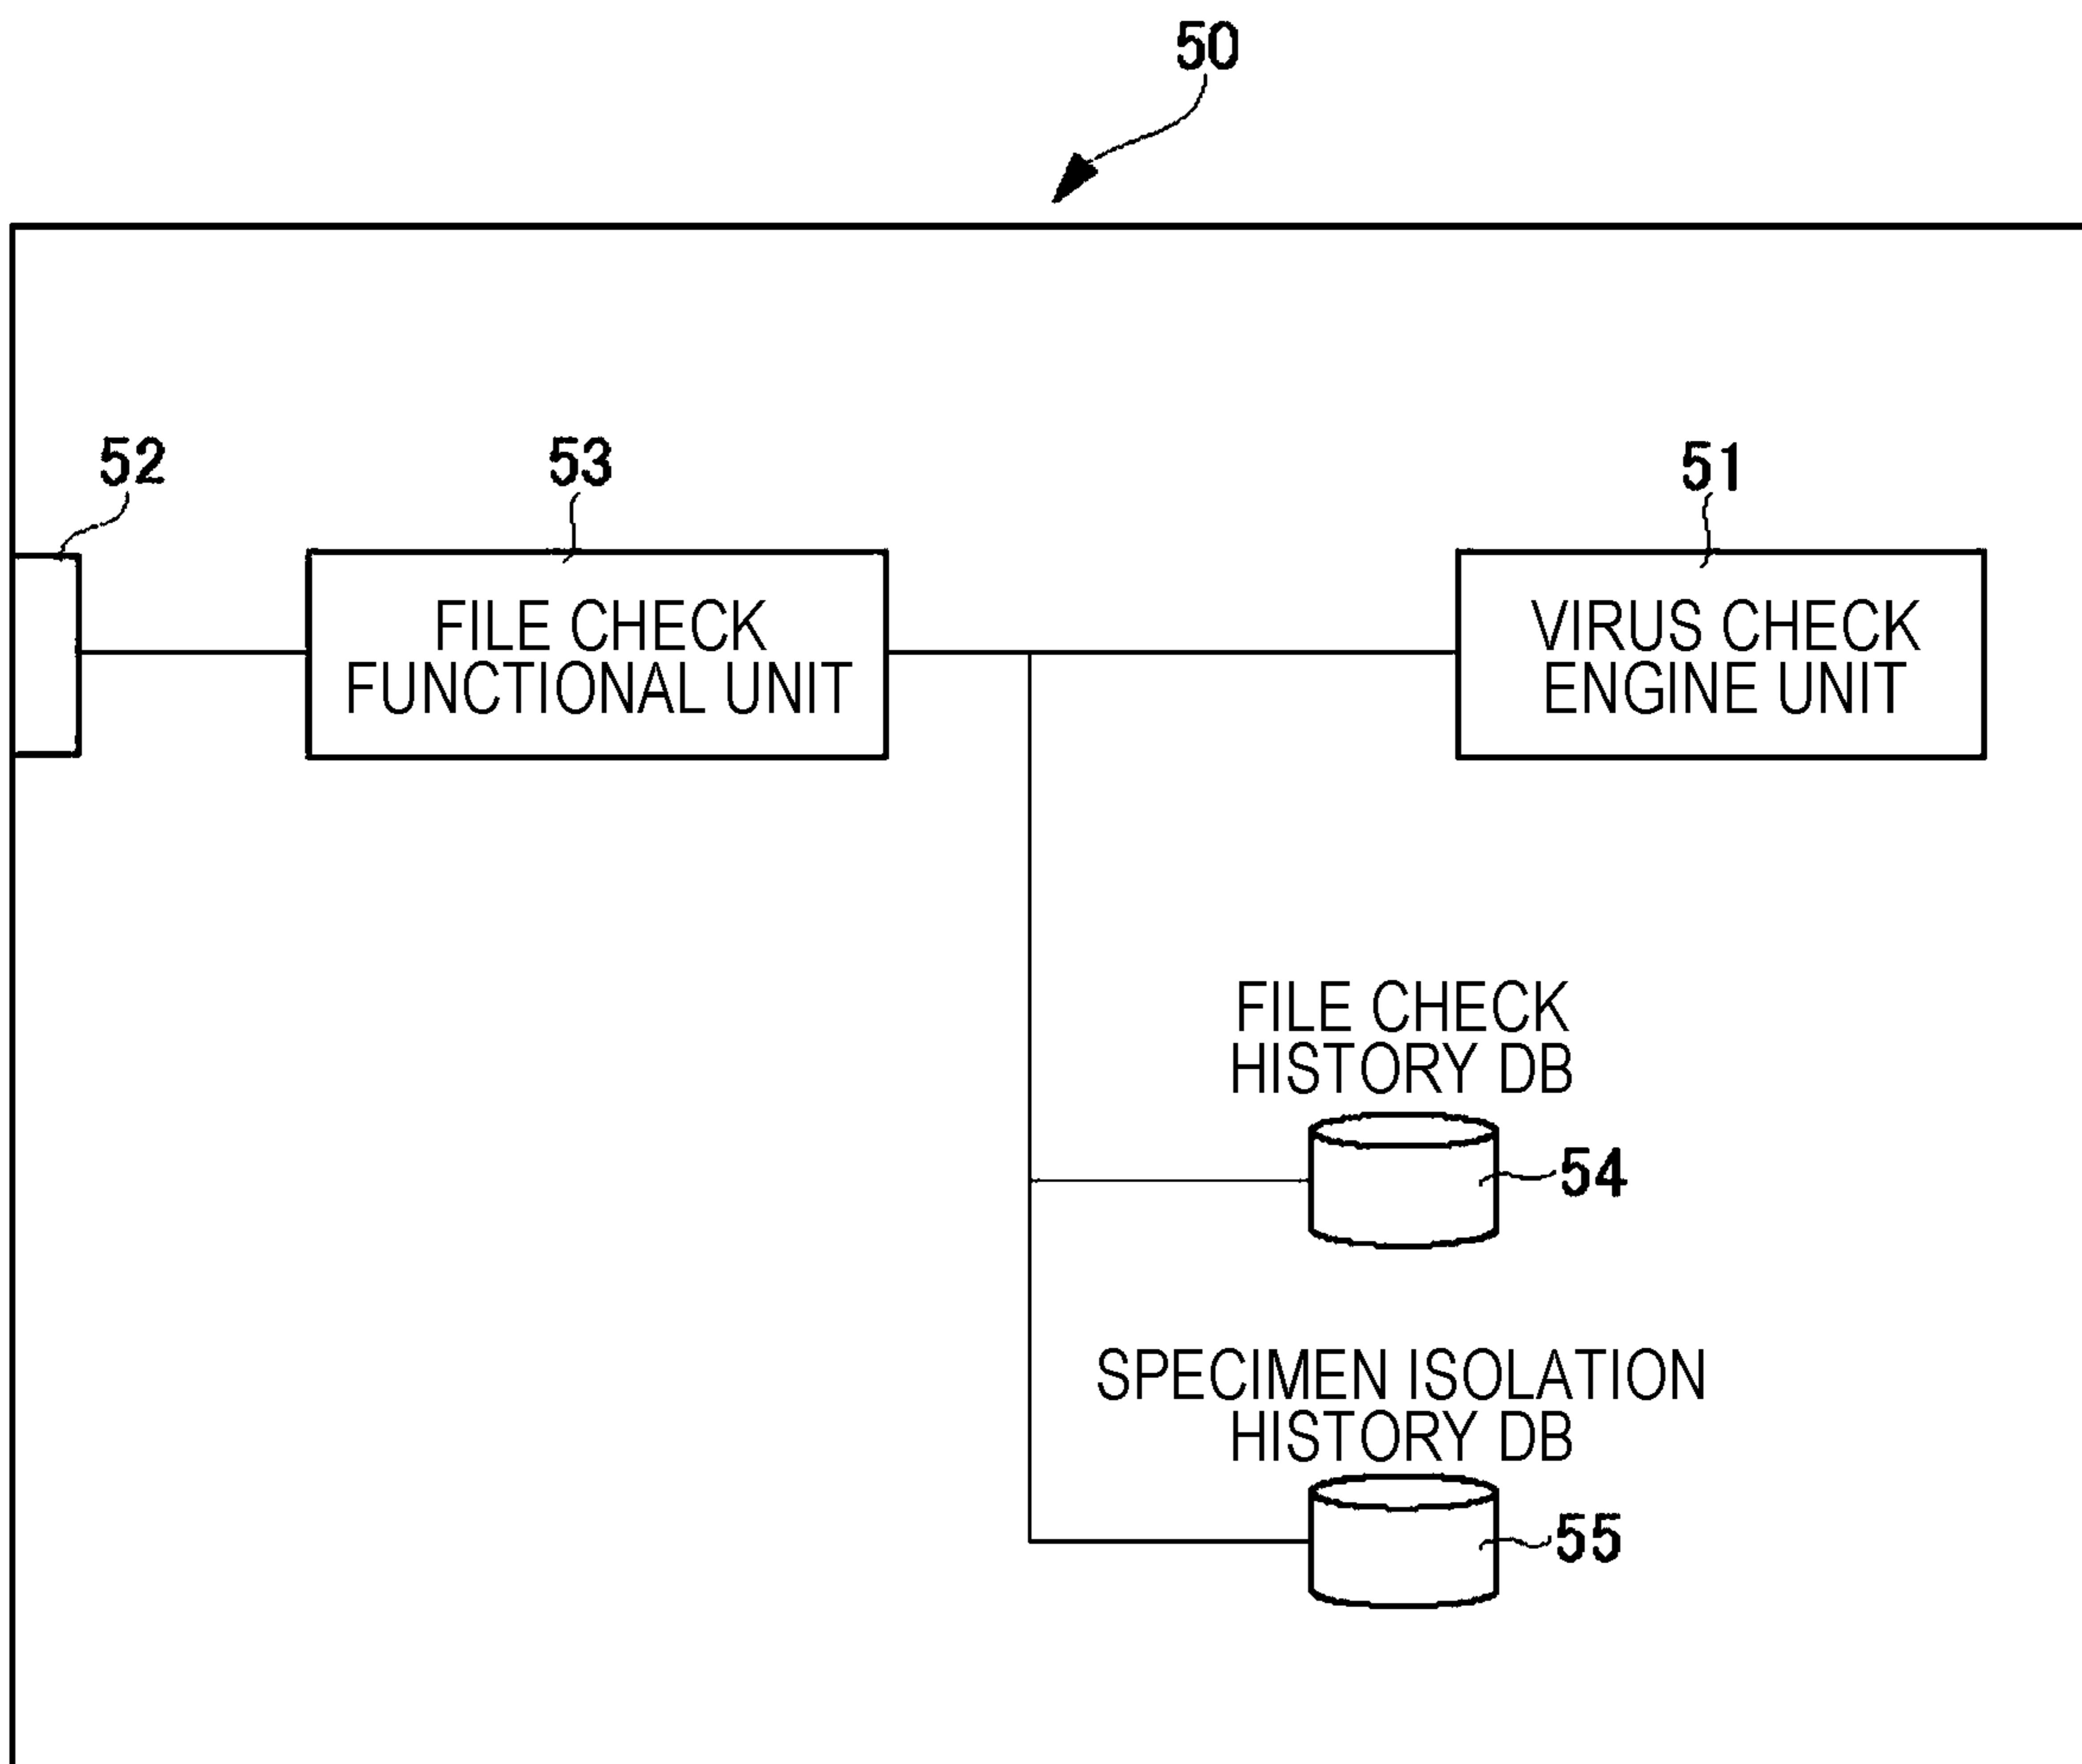 50
52
53
51
FILE CHECK
FUNCTIONAL UNIT
VIRUS CHECK
ENGINE UNIT
FILE CHECK
HISTORY DB
54
SPECIMEN ISOLATION
HISTORY DB
55